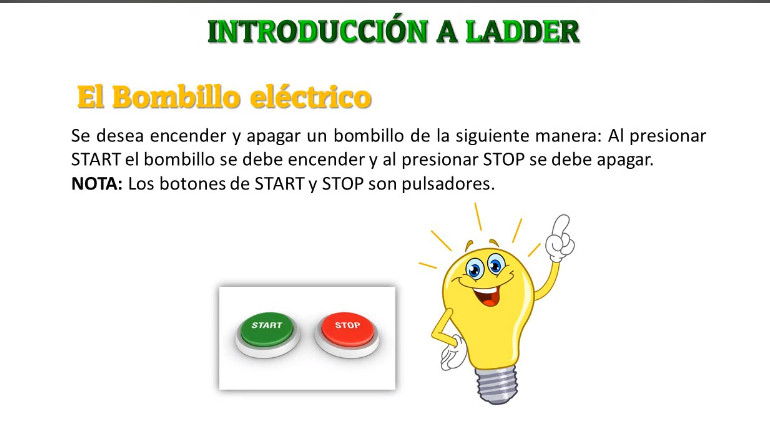 INTRODUCCIÓN A LADDER
El Bombillo eléctrico
Se desea encender y apagar un bombillo de la siguiente manera: Al presionar
START el bombillo se debe encender y al presionar STOP se debe apagar.
NOTA: Los botones de START y STOP son pulsadores.
START STOP